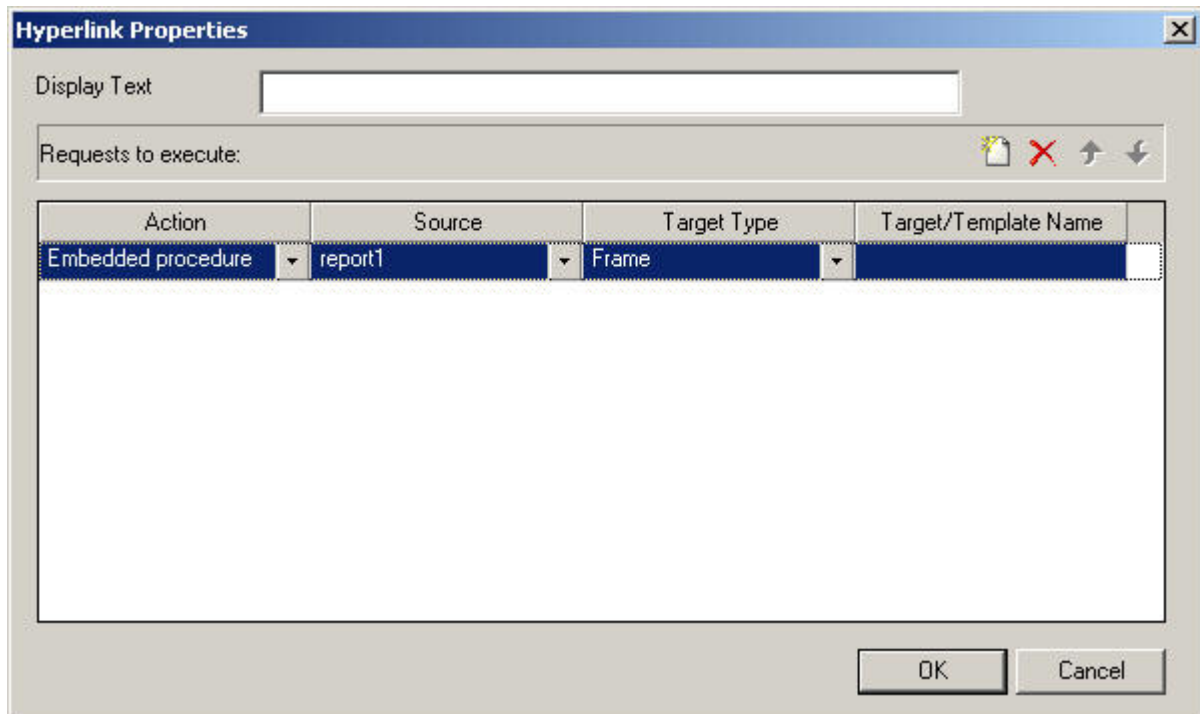 Hyperlink Properties
Display Text
Requests to execute:
Action Source Target Type Target/Template Name
Embedded procedure report1 Frame
OK Cancel